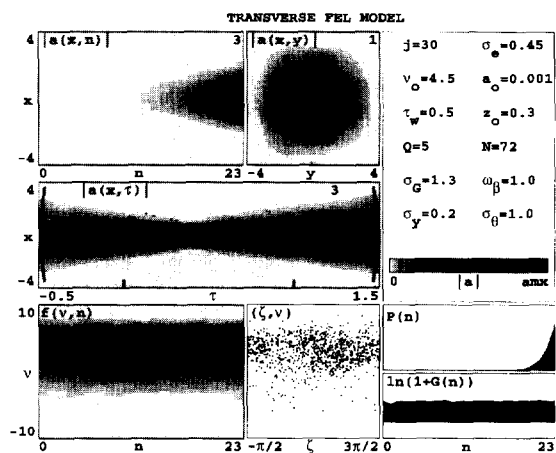 TRANSVERSE FEL MODEL
4 |a(x,n)| 3
x
-4
0 n 23
|a(x,y)| 1
-4 y 4
j=30 σe=0.45
νo=4.5 ao=0.001
τw=0.5 zo=0.3
Q=5 N=72
σG=1.3 ωβ=1.0
σy=0.2 σθ=1.0
0 |a| amx
4 |a(x,τ)| 3
x
-4
-0.5 τ 1.5
10 f(ν,n)
ν
-10
0 n 23
(ζ,ν)
-π/2 ζ 3π/2
P(n)
ln(1+G(n))
0 n 23